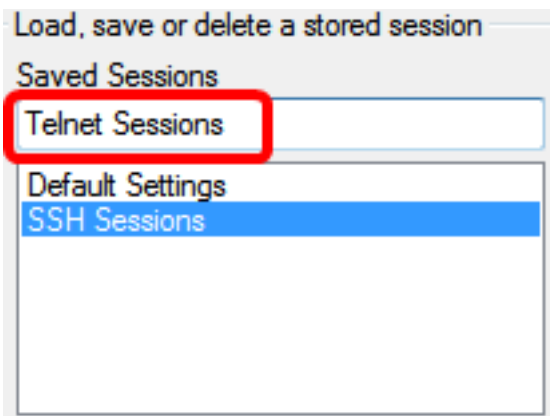 Load, save or delete a stored session
Saved Sessions
Telnet Sessions
Default Settings
SSH Sessions